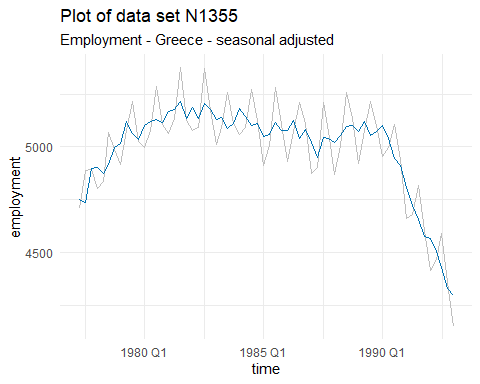 Plot of data set N1355
Employment - Greece - seasonal adjusted
employment
5000
4500
1980 Q1
1985 Q1
1990 Q1
time